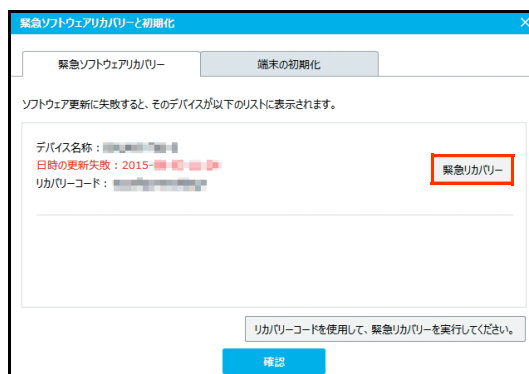 緊急ソフトウェアリカバリーと初期化
緊急ソフトウェアリカバリー
端末の初期化
ソフトウェア更新に失敗すると、そのデバイスが以下のリストに表示されます。
デバイス名称：
日時の更新失敗：2015-
リカバリーコード：
緊急リカバリー
リカバリーコードを使用して、緊急リカバリーを実行してください。
確認